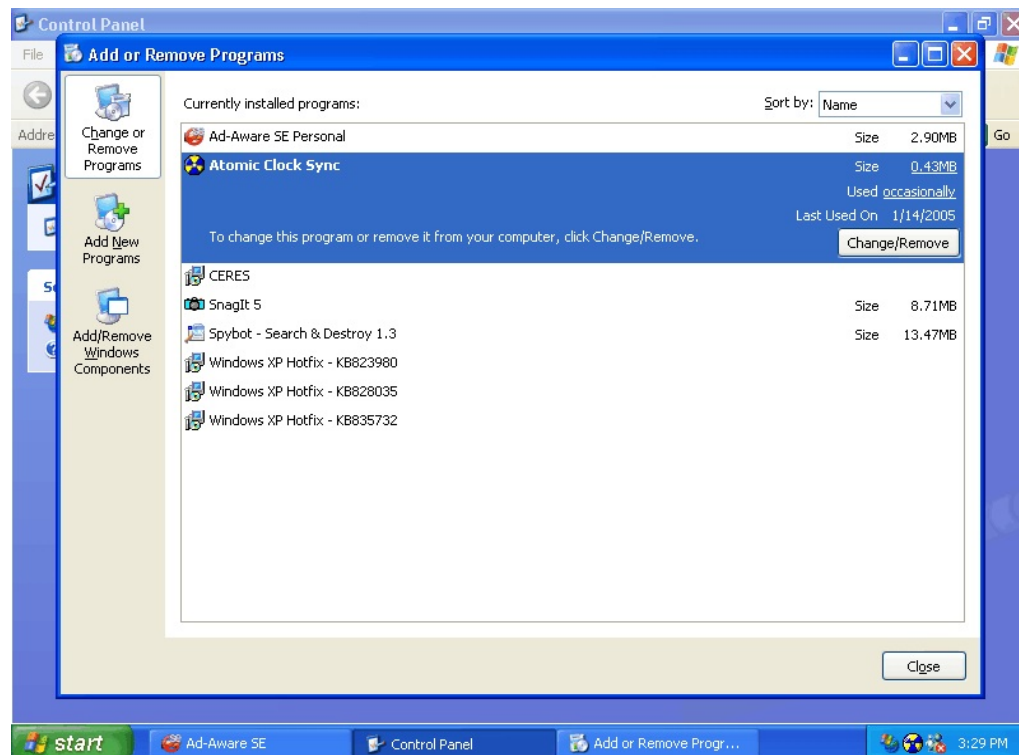 Control Panel
File
Add or Remove Programs
Addre
Go
Change or Remove Programs
Add New Programs
Add/Remove Windows Components
Currently installed programs:
Sort by: Name
Ad-Aware SE Personal Size 2.90MB
Atomic Clock Sync Size 0.43MB
Used occasionally
Last Used On 1/14/2005
To change this program or remove it from your computer, click Change/Remove.
Change/Remove
CERES
SnagIt 5 Size 8.71MB
Spybot - Search & Destroy 1.3 Size 13.47MB
Windows XP Hotfix - KB823980
Windows XP Hotfix - KB828035
Windows XP Hotfix - KB835732
Close
start
Ad-Aware SE
Control Panel
Add or Remove Progr...
3:29 PM